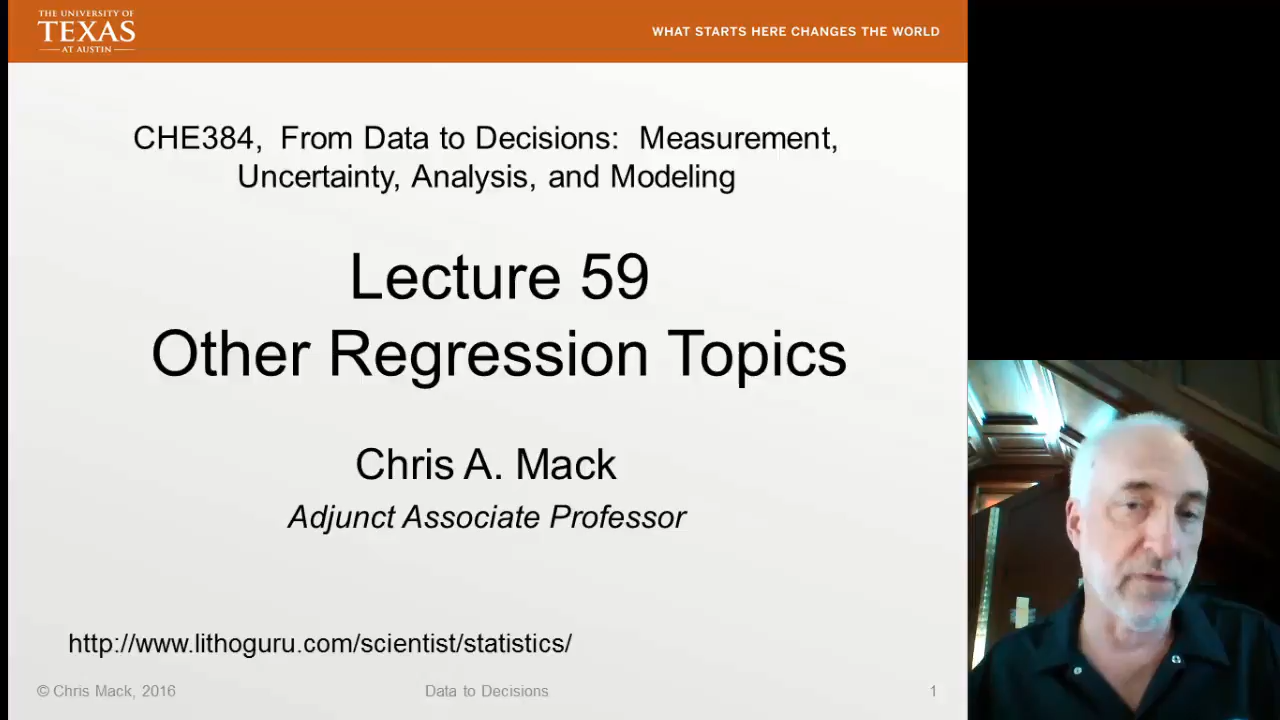 THE UNIVERSITY OF
TEXAS
AT AUSTIN
WHAT STARTS HERE CHANGES THE WORLD
CHE384,  From Data to Decisions:  Measurement,
Uncertainty, Analysis, and Modeling
Lecture 59
Other Regression Topics
Chris A. Mack
Adjunct Associate Professor
http://www.lithoguru.com/scientist/statistics/
© Chris Mack, 2016
Data to Decisions
1